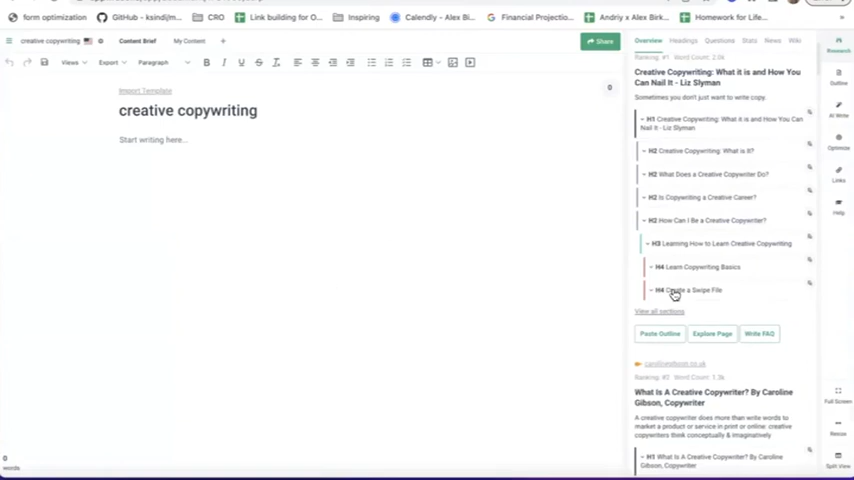 form optimization
GitHub - ksindi/m...
CRO
Link building for O...
Inspiring
Calendly - Alex Bi...
Financial Projectio...
Andriy x Alex Birk...
Homework for Life...
creative copywriting
Content Brief
My Content
+
Share
Views
Export
Paragraph
B I U S
Import Template
0
creative copywriting
Start writing here...
0
words
Overview Headings Questions Stats News Wiki
Ranking: #1 Word Count: 2.0k
Creative Copywriting: What it is and How You
Can Nail It - Liz Slyman
Sometimes you don't just want to write copy.
H1 Creative Copywriting: What it is and How You Can
Nail It - Liz Slyman
H2 Creative Copywriting: What is it?
H2 What Does a Creative Copywriter Do?
H2 Is Copywriting a Creative Career?
H2 How Can I Be a Creative Copywriter?
H3 Learning How to Learn Creative Copywriting
H4 Learn Copywriting Basics
H4 Create a Swipe File
View all sections
Paste Outline
Explore Page
Write FAQ
Ranking: #2 Word Count: 1.3k
What Is A Creative Copywriter? By Caroline
Gibson, Copywriter
A creative copywriter does more than write words to
market a product or service in print or online: creative
copywriters think conceptually & imaginatively
H1 What Is A Creative Copywriter? By Caroline
Gibson, Copywriter
Research
Outline
AI Write
Optimize
Links
Help
Full Screen
Resize
Split View